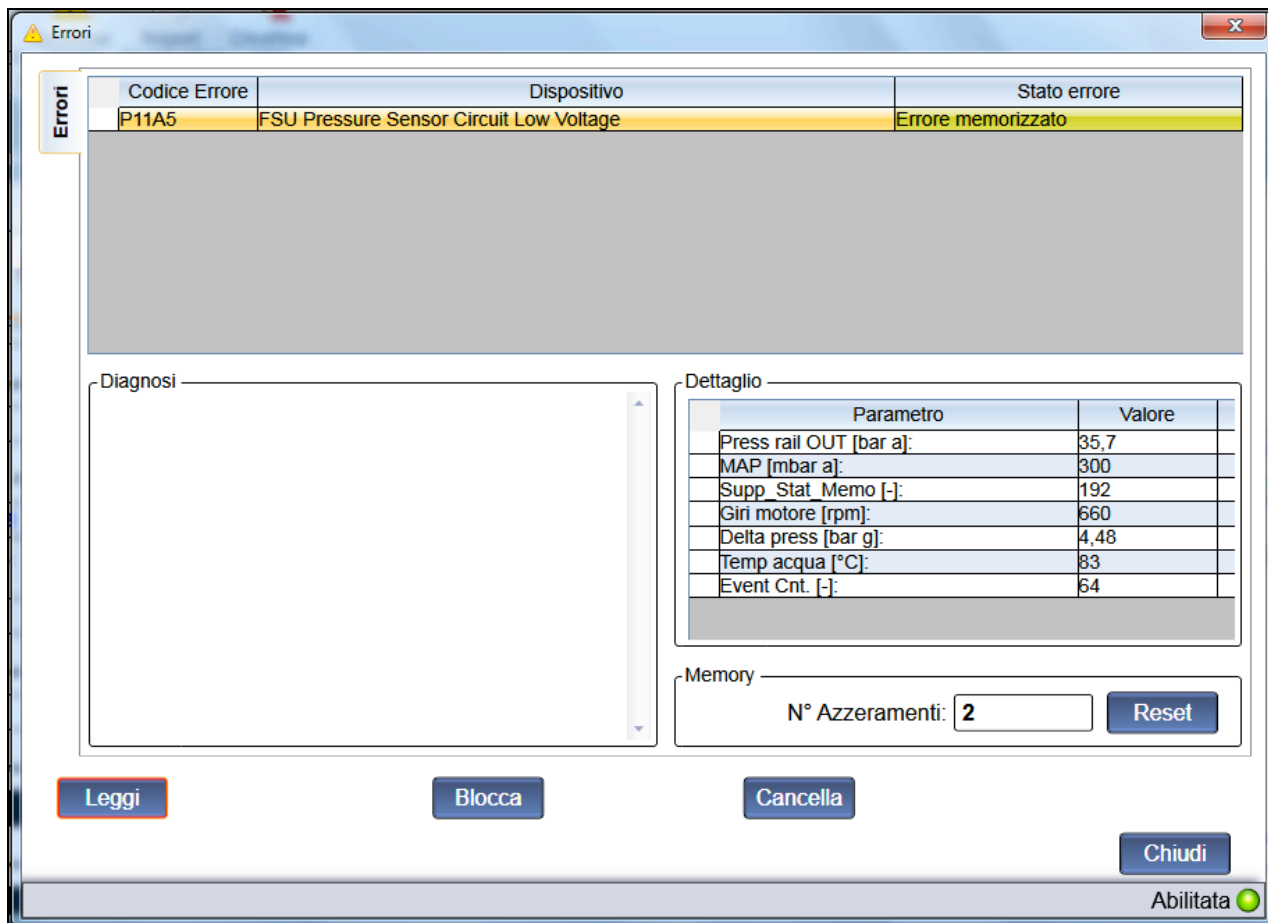 Errori
Errori
Codice Errore Dispositivo Stato errore
P11A5 FSU Pressure Sensor Circuit Low Voltage Errore memorizzato
Diagnosi
Dettaglio
Parametro Valore
Press rail OUT [bar a]: 35,7
MAP [mbar a]: 300
Supp_Stat_Memo [-]: 192
Giri motore [rpm]: 660
Delta press [bar g]: 4,48
Temp acqua [°C]: 83
Event Cnt. [-]: 64
Memory
N° Azzeramenti: 2 Reset
Leggi Blocca Cancella
Chiudi
Abilitata